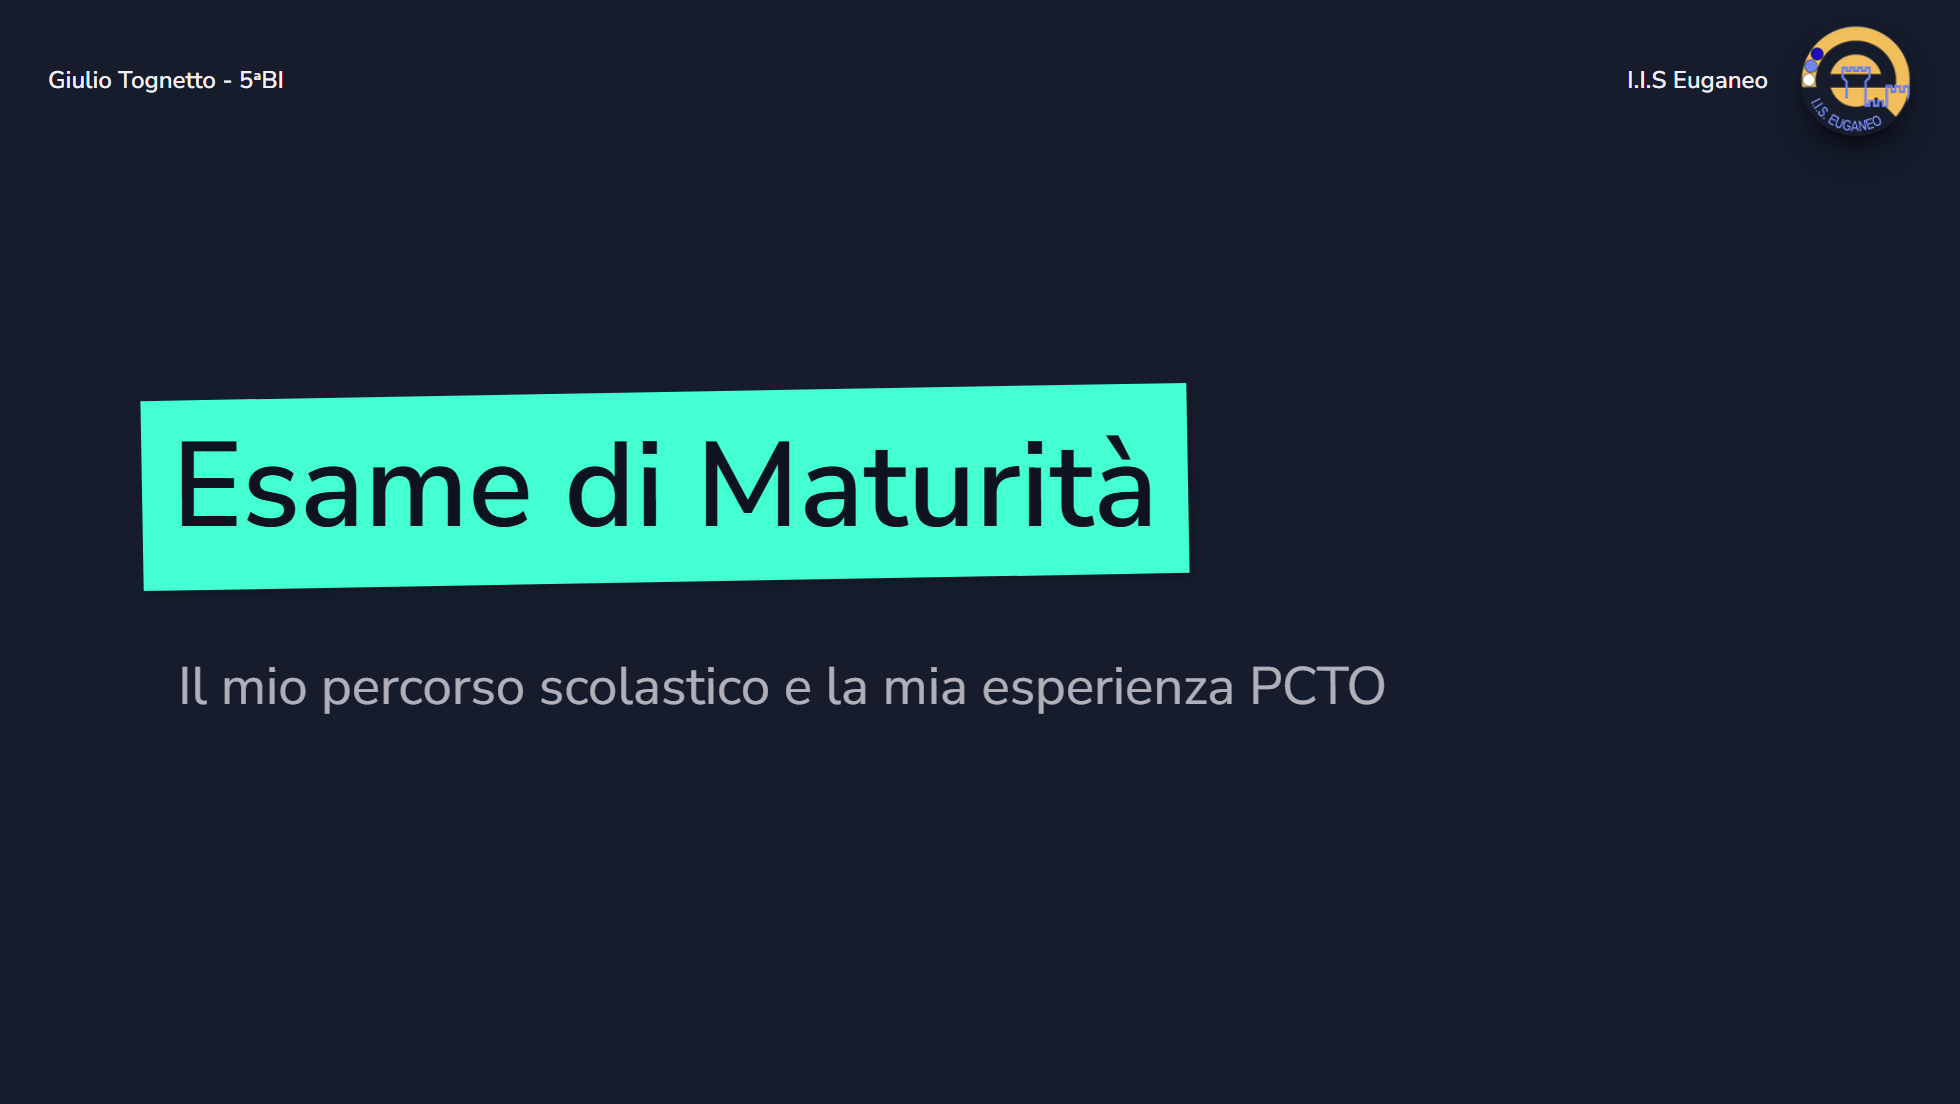 Giulio Tognetto - 5ªBI
I.I.S Euganeo
I.I.S. EUGANEO
Esame di Maturità
Il mio percorso scolastico e la mia esperienza PCTO